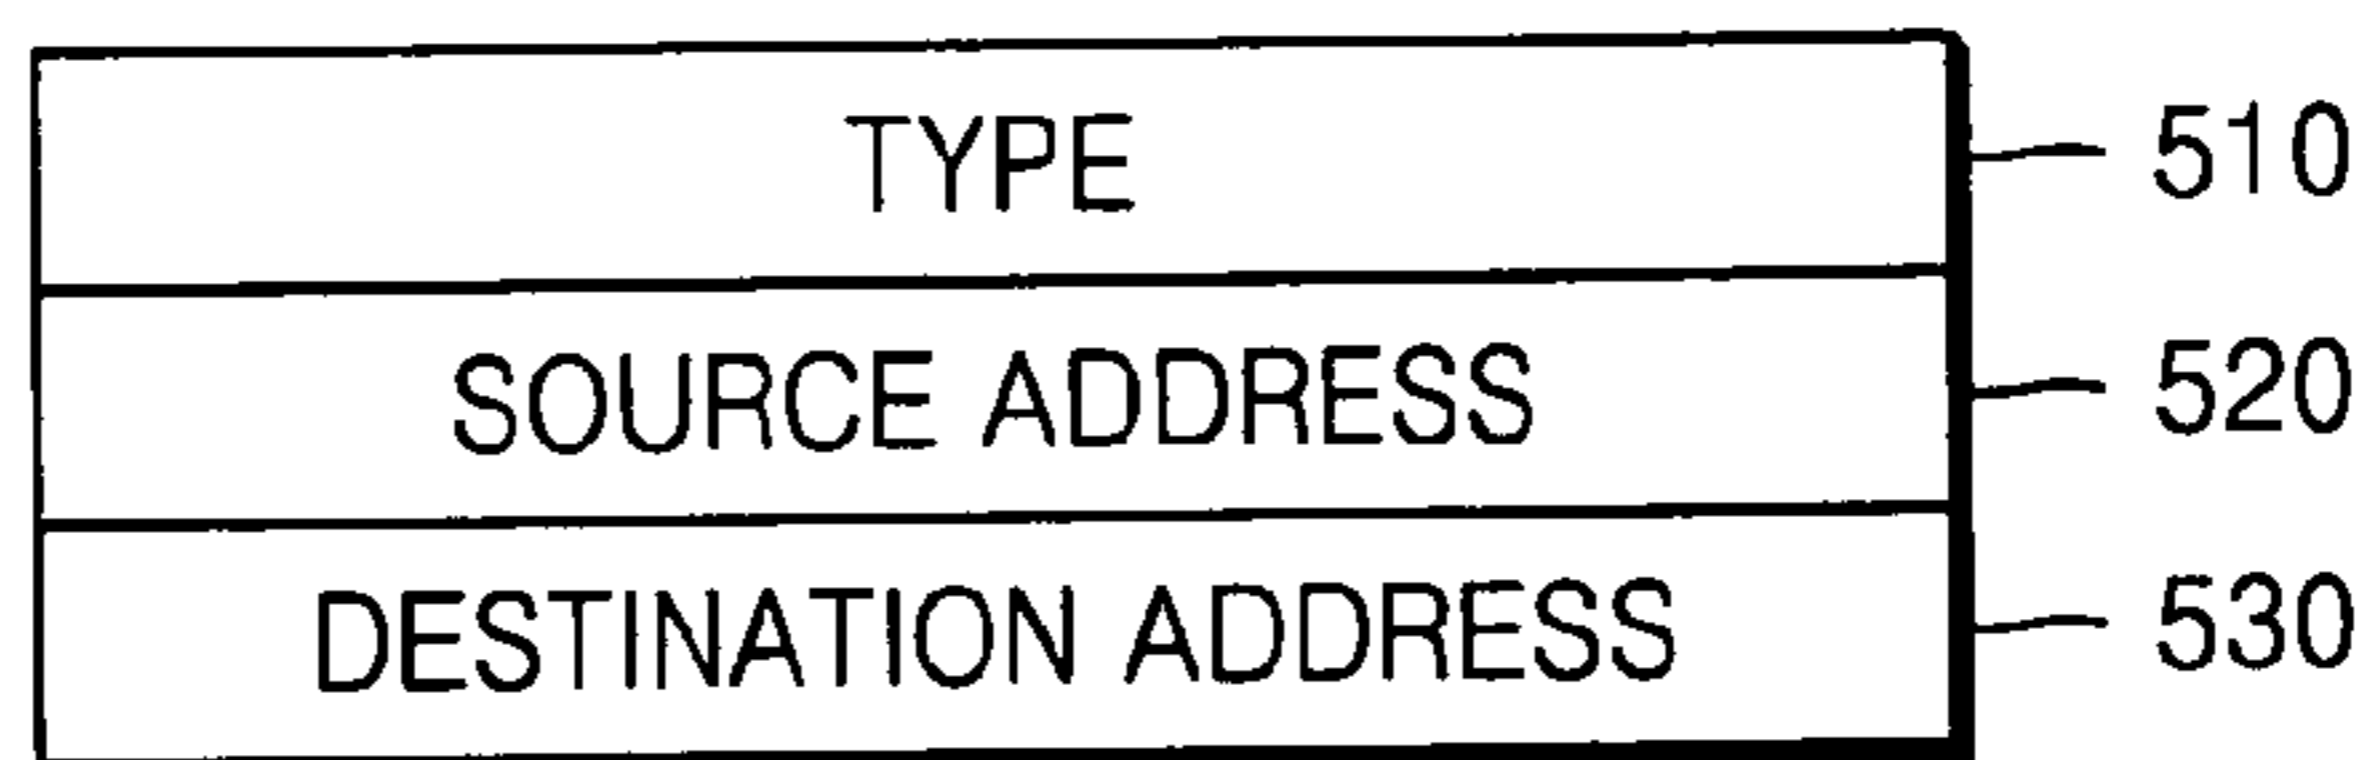 TYPE 510
SOURCE ADDRESS 520
DESTINATION ADDRESS 530